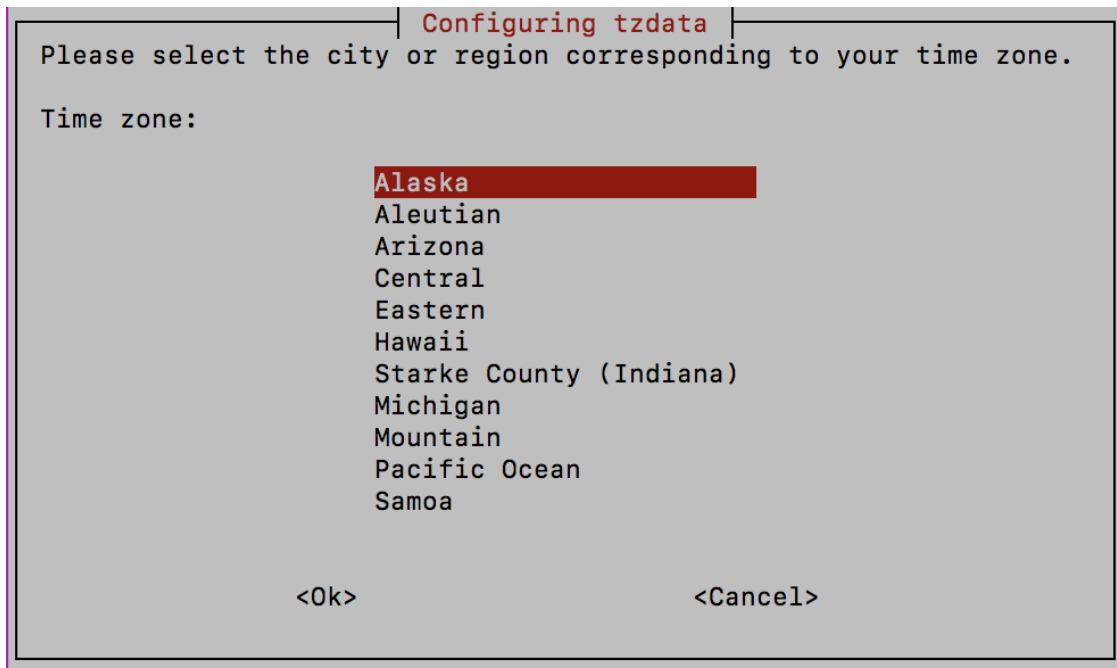 Configuring tzdata
Please select the city or region corresponding to your time zone.
Time zone:
Alaska
Aleutian
Arizona
Central
Eastern
Hawaii
Starke County (Indiana)
Michigan
Mountain
Pacific Ocean
Samoa
<Ok> <Cancel>